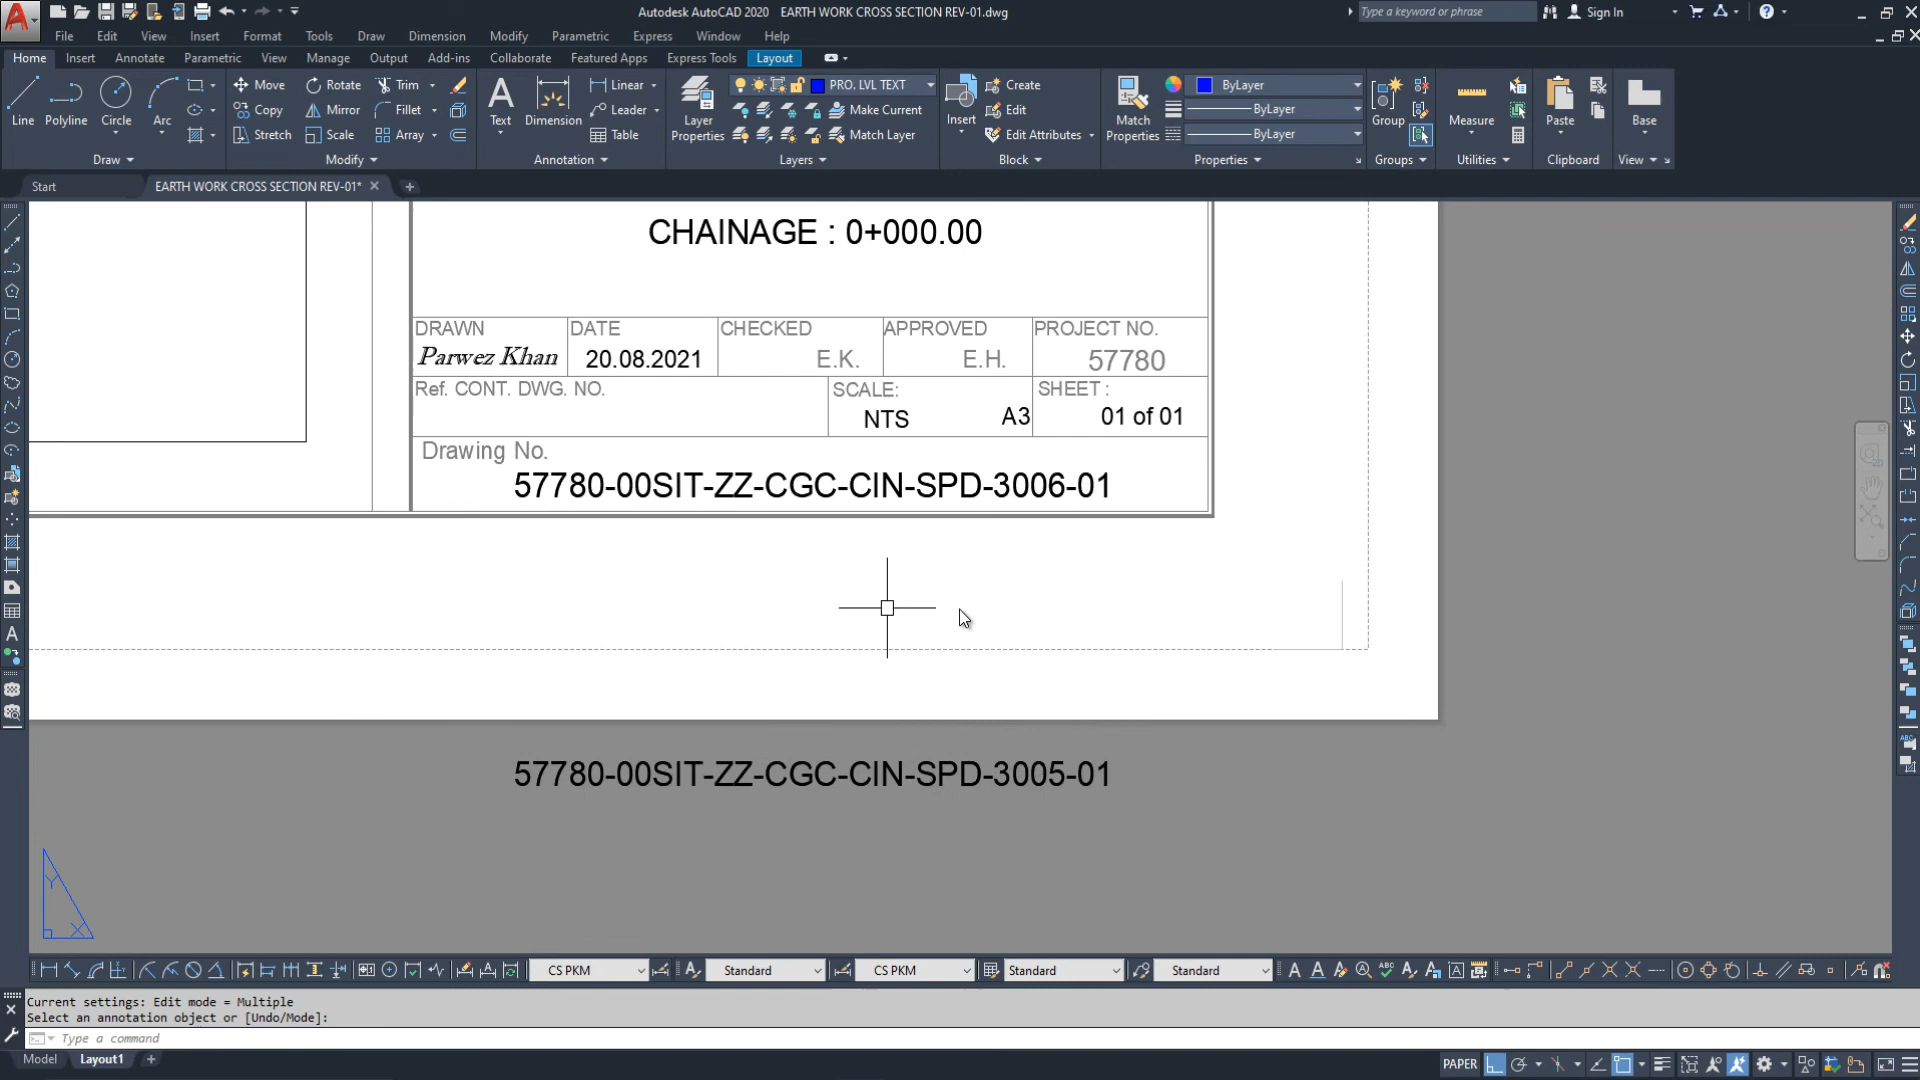 Autodesk AutoCAD 2020 EARTH WORK CROSS SECTION REV-01.dwg
Type a keyword or phrase
Sign In
File Edit View Insert Format Tools Draw Dimension Modify Parametric Express Window Help
Home Insert Annotate Parametric View Manage Output Add-ins Collaborate Featured Apps Express Tools Layout
Line
Polyline
Circle
Arc
Draw
Move Rotate Trim
Copy Mirror Fillet
Stretch Scale Array
Modify
Text
Dimension
Linear
Leader
Table
Annotation
Layer
Properties
PRO. LVL TEXT
Make Current
Match Layer
Layers
Insert
Create
Edit
Edit Attributes
Block
Match
Properties
ByLayer
ByLayer
ByLayer
Properties
Group
Groups
Measure
Utilities
Paste
Clipboard
Base
View
Start EARTH WORK CROSS SECTION REV-01*
CHAINAGE : 0+000.00
DRAWN DATE CHECKED APPROVED PROJECT NO.
Parwez Khan 20.08.2021 E.K. E.H. 57780
Ref. CONT. DWG. NO. SCALE: SHEET :
NTS A3 01 of 01
Drawing No.
57780-00SIT-ZZ-CGC-CIN-SPD-3006-01
57780-00SIT-ZZ-CGC-CIN-SPD-3005-01
Y
X
CS PKM Standard CS PKM Standard Standard
Current settings: Edit mode = Multiple
Select an annotation object or [Undo/Mode]:
Type a command
Model Layout1
PAPER